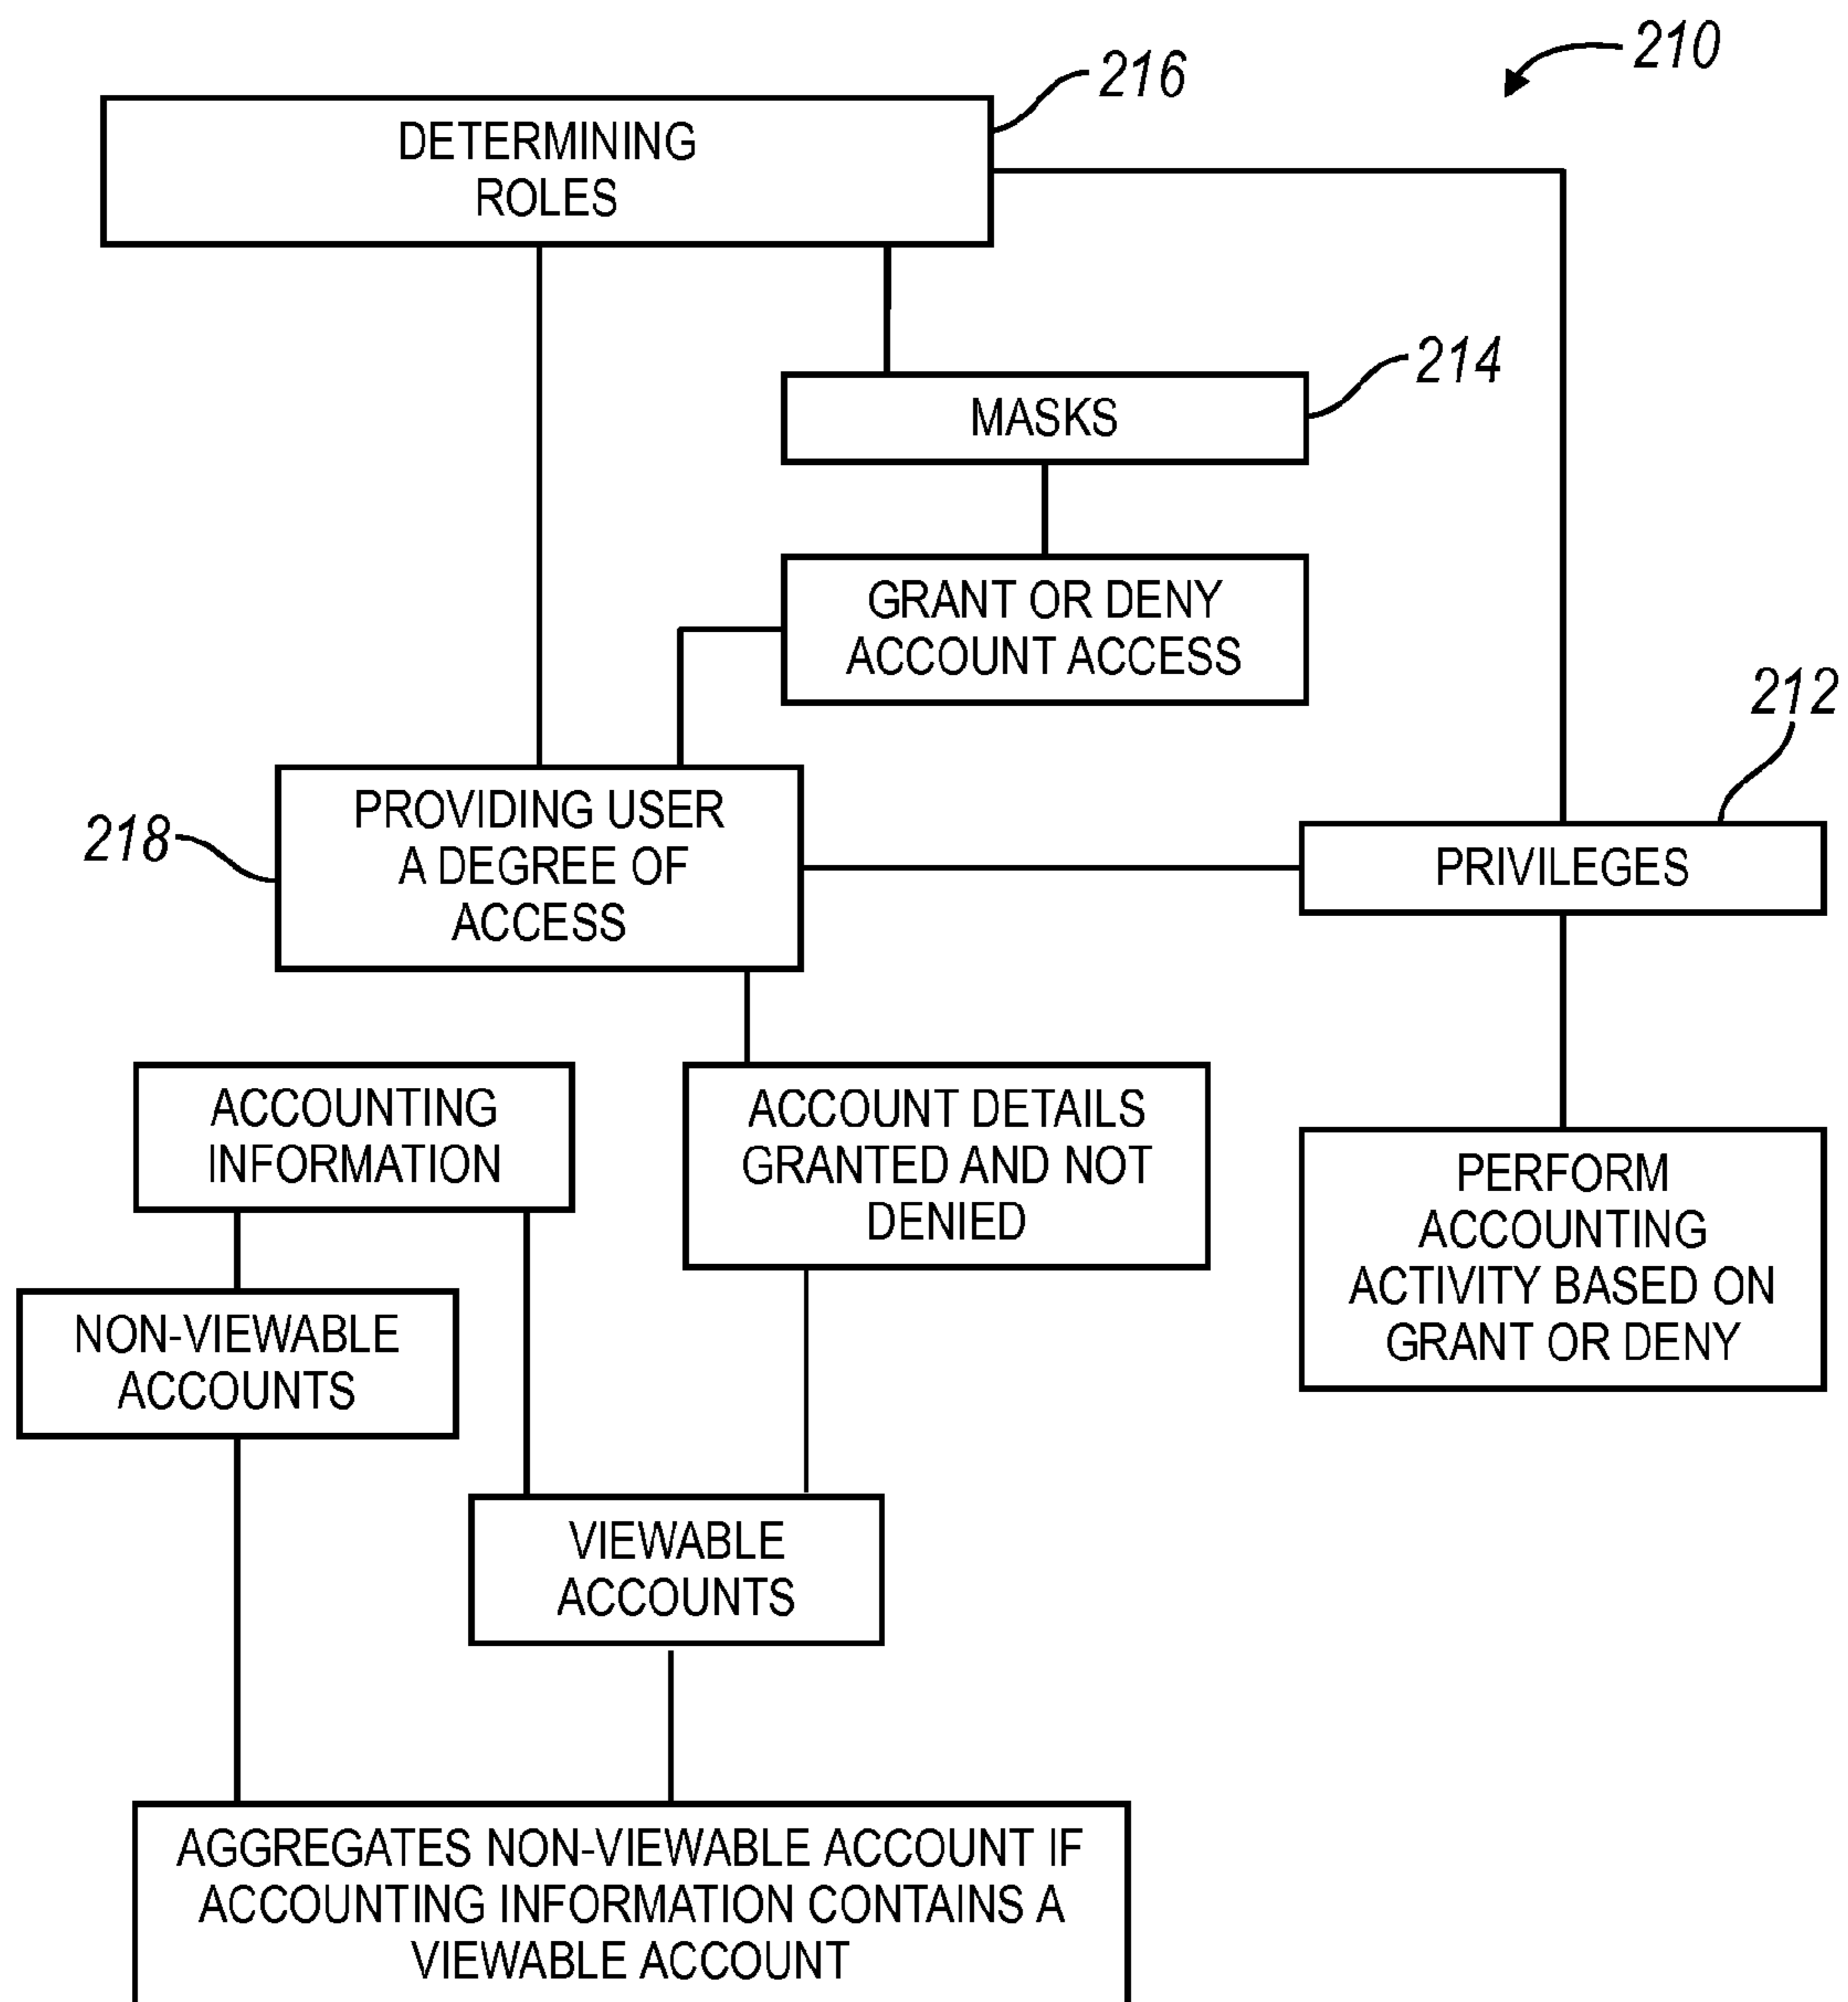 210
216
DETERMINING
ROLES
214
MASKS
GRANT OR DENY
ACCOUNT ACCESS
212
218
PROVIDING USER
A DEGREE OF
ACCESS
PRIVILEGES
ACCOUNTING
INFORMATION
ACCOUNT DETAILS
GRANTED AND NOT
DENIED
PERFORM
ACCOUNTING
ACTIVITY BASED ON
GRANT OR DENY
NON-VIEWABLE
ACCOUNTS
VIEWABLE
ACCOUNTS
AGGREGATES NON-VIEWABLE ACCOUNT IF
ACCOUNTING INFORMATION CONTAINS A
VIEWABLE ACCOUNT